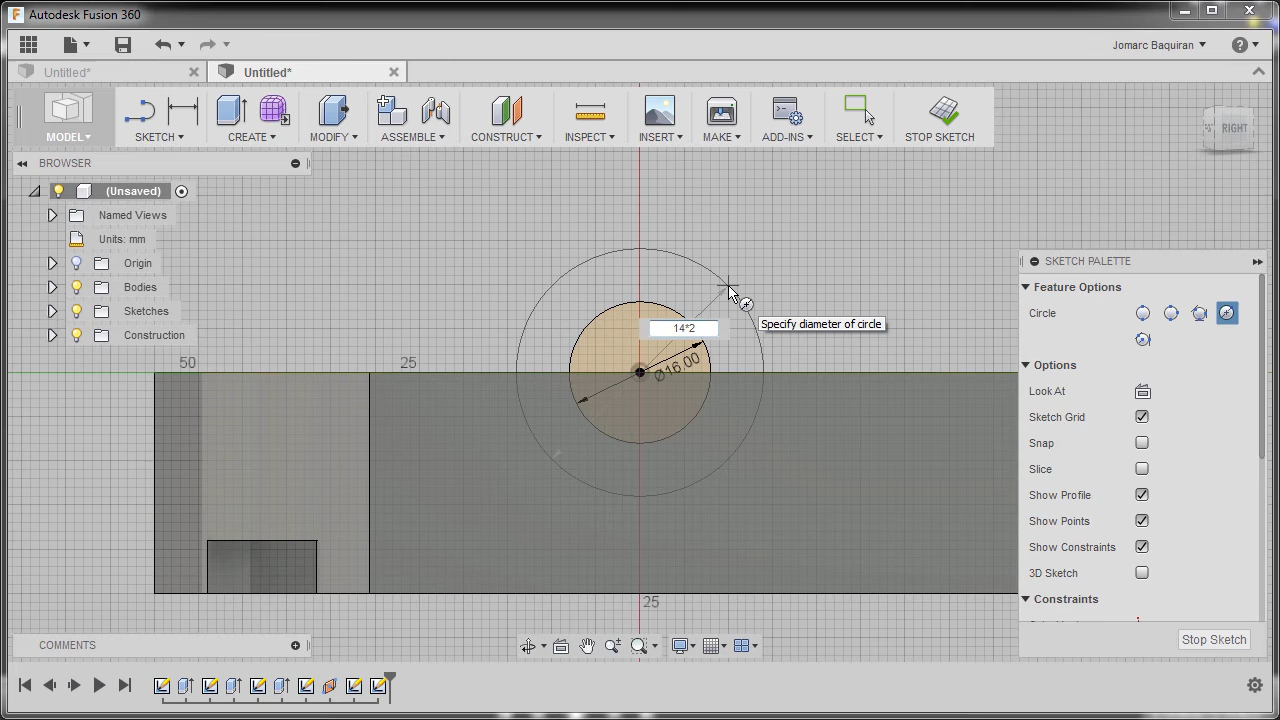 Autodesk Fusion 360
Jomarc Baquiran
Untitled*
Untitled*
MODEL
SKETCH
CREATE
MODIFY
ASSEMBLE
CONSTRUCT
INSPECT
INSERT
MAKE
ADD-INS
SELECT
STOP SKETCH
RIGHT
BROWSER
(Unsaved)
Named Views
Units: mm
Origin
Bodies
Sketches
Construction
50
25
14*2
Ø16.00
Specify diameter of circle
25
SKETCH PALETTE
Feature Options
Circle
Options
Look At
Sketch Grid
Snap
Slice
Show Profile
Show Points
Show Constraints
3D Sketch
Constraints
Stop Sketch
COMMENTS